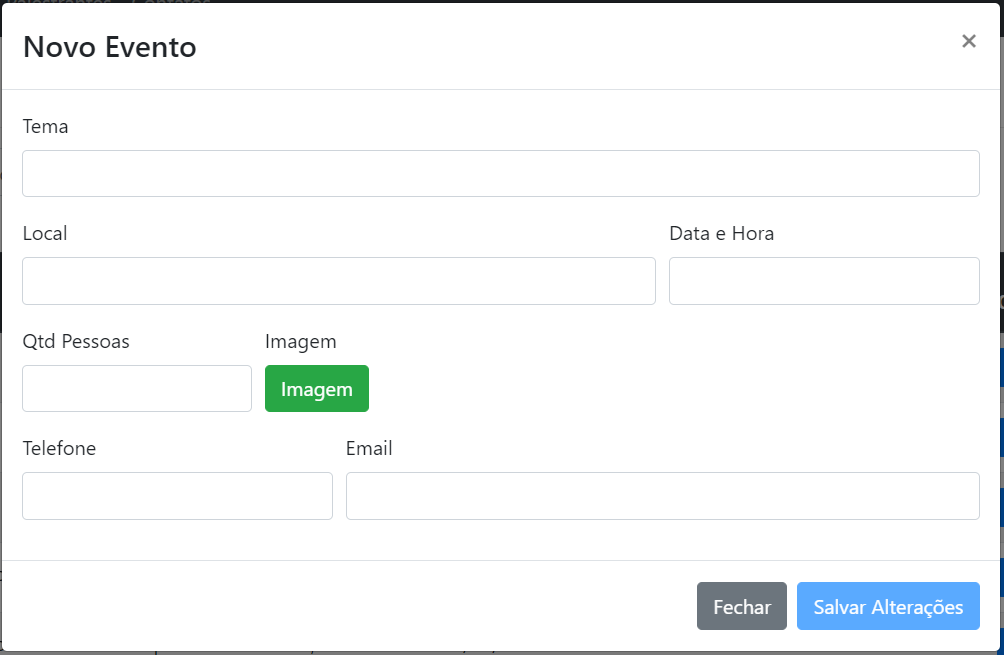 Novo Evento ×
Tema
Local Data e Hora
Qtd Pessoas Imagem
Imagem
Telefone Email
Fechar Salvar Alterações